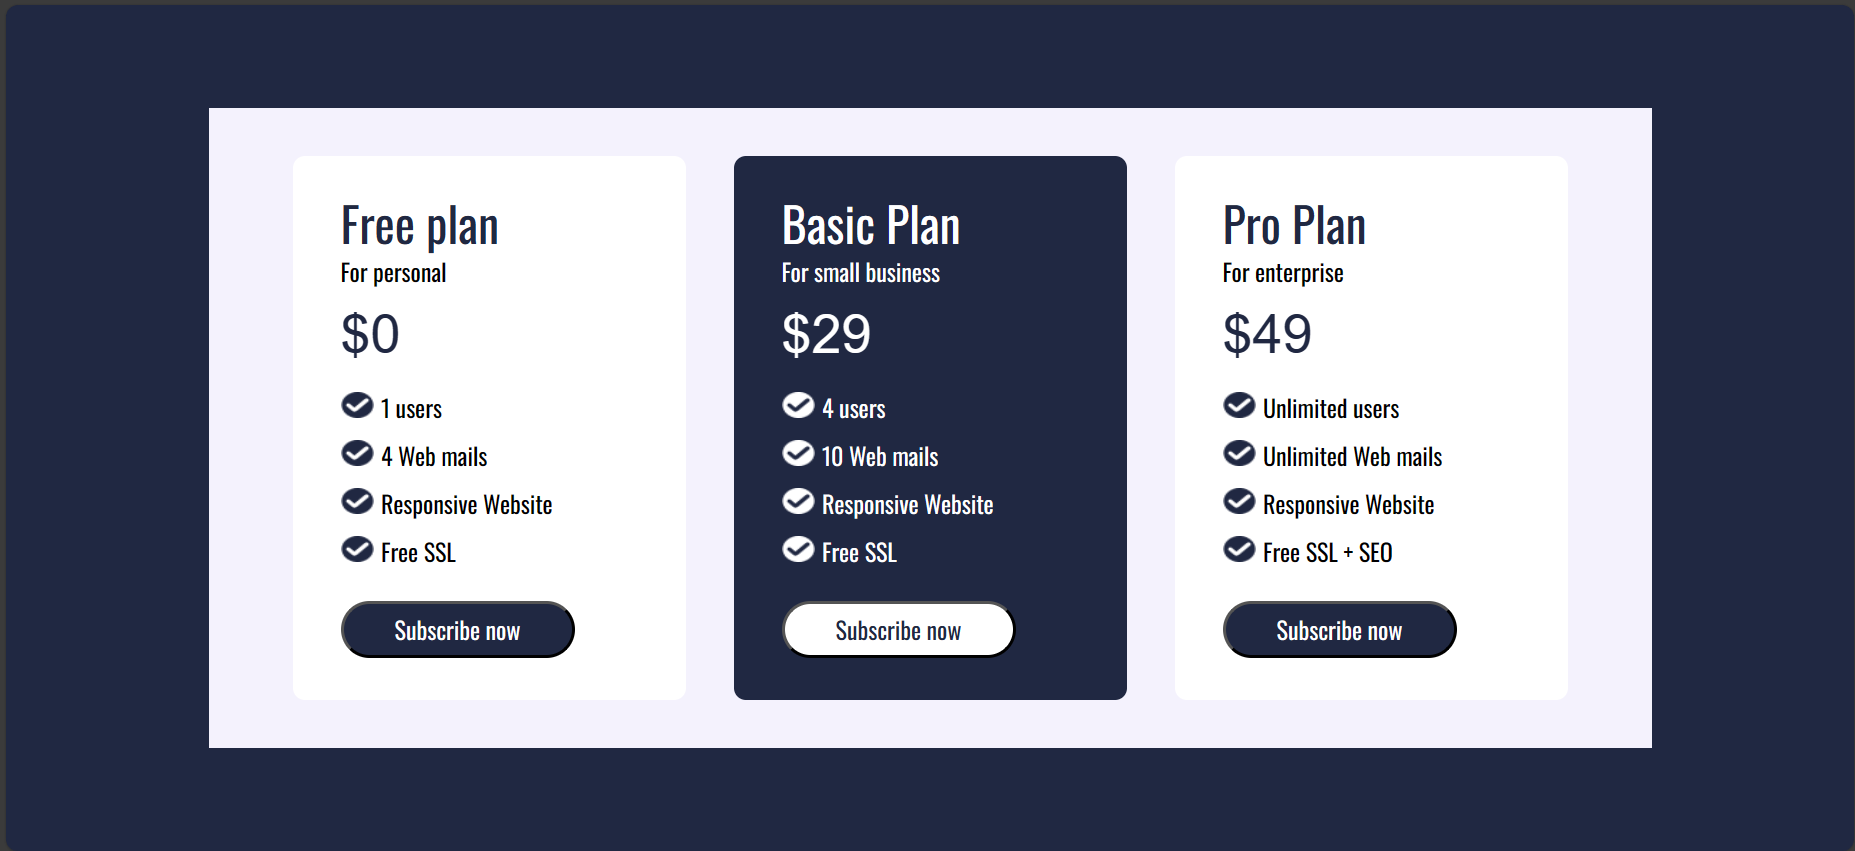 Free plan
For personal
$0
1 users
4 Web mails
Responsive Website
Free SSL
Subscribe now
Basic Plan
For small business
$29
4 users
10 Web mails
Responsive Website
Free SSL
Subscribe now
Pro Plan
For enterprise
$49
Unlimited users
Unlimited Web mails
Responsive Website
Free SSL + SEO
Subscribe now